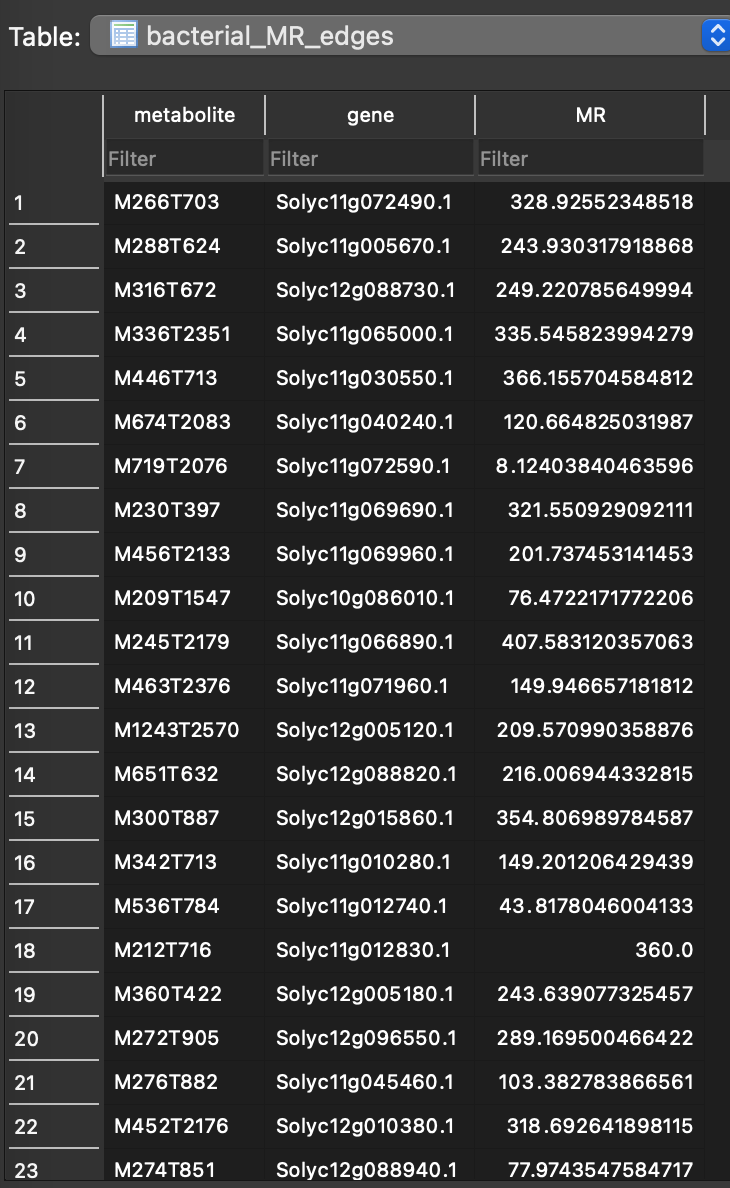 Table: bacterial_MR_edges
metabolite gene MR
Filter Filter Filter
1 M266T703 Solyc11g072490.1 328.92552348518
2 M288T624 Solyc11g005670.1 243.930317918868
3 M316T672 Solyc12g088730.1 249.220785649994
4 M336T2351 Solyc11g065000.1 335.545823994279
5 M446T713 Solyc11g030550.1 366.155704584812
6 M674T2083 Solyc11g040240.1 120.664825031987
7 M719T2076 Solyc11g072590.1 8.12403840463596
8 M230T397 Solyc11g069690.1 321.550929092111
9 M456T2133 Solyc11g069960.1 201.737453141453
10 M209T1547 Solyc10g086010.1 76.4722171772206
11 M245T2179 Solyc11g066890.1 407.583120357063
12 M463T2376 Solyc11g071960.1 149.946657181812
13 M1243T2570 Solyc12g005120.1 209.570990358876
14 M651T632 Solyc12g088820.1 216.006944332815
15 M300T887 Solyc12g015860.1 354.806989784587
16 M342T713 Solyc11g010280.1 149.201206429439
17 M536T784 Solyc11g012740.1 43.8178046004133
18 M212T716 Solyc11g012830.1 360.0
19 M360T422 Solyc12g005180.1 243.639077325457
20 M272T905 Solyc12g096550.1 289.169500466422
21 M276T882 Solyc11g045460.1 103.382783866561
22 M452T2176 Solyc12g010380.1 318.692641898115
23 M274T851 Solyc12g088940.1 77.9743547584717